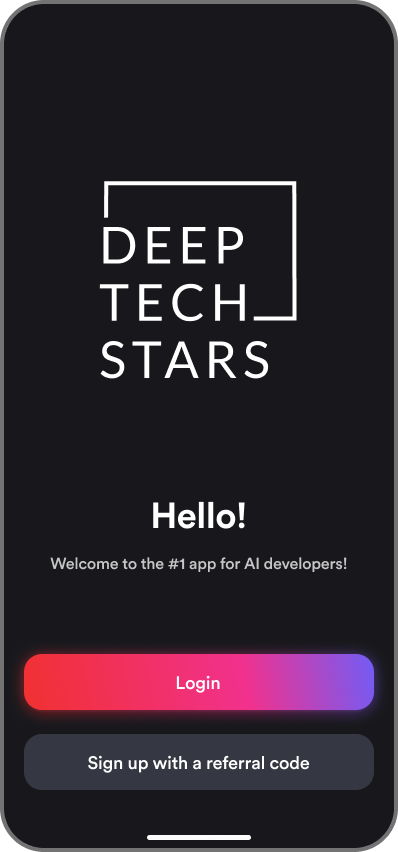 DEEP
TECH
STARS
Hello!
Welcome to the #1 app for AI developers!
Login
Sign up with a referral code